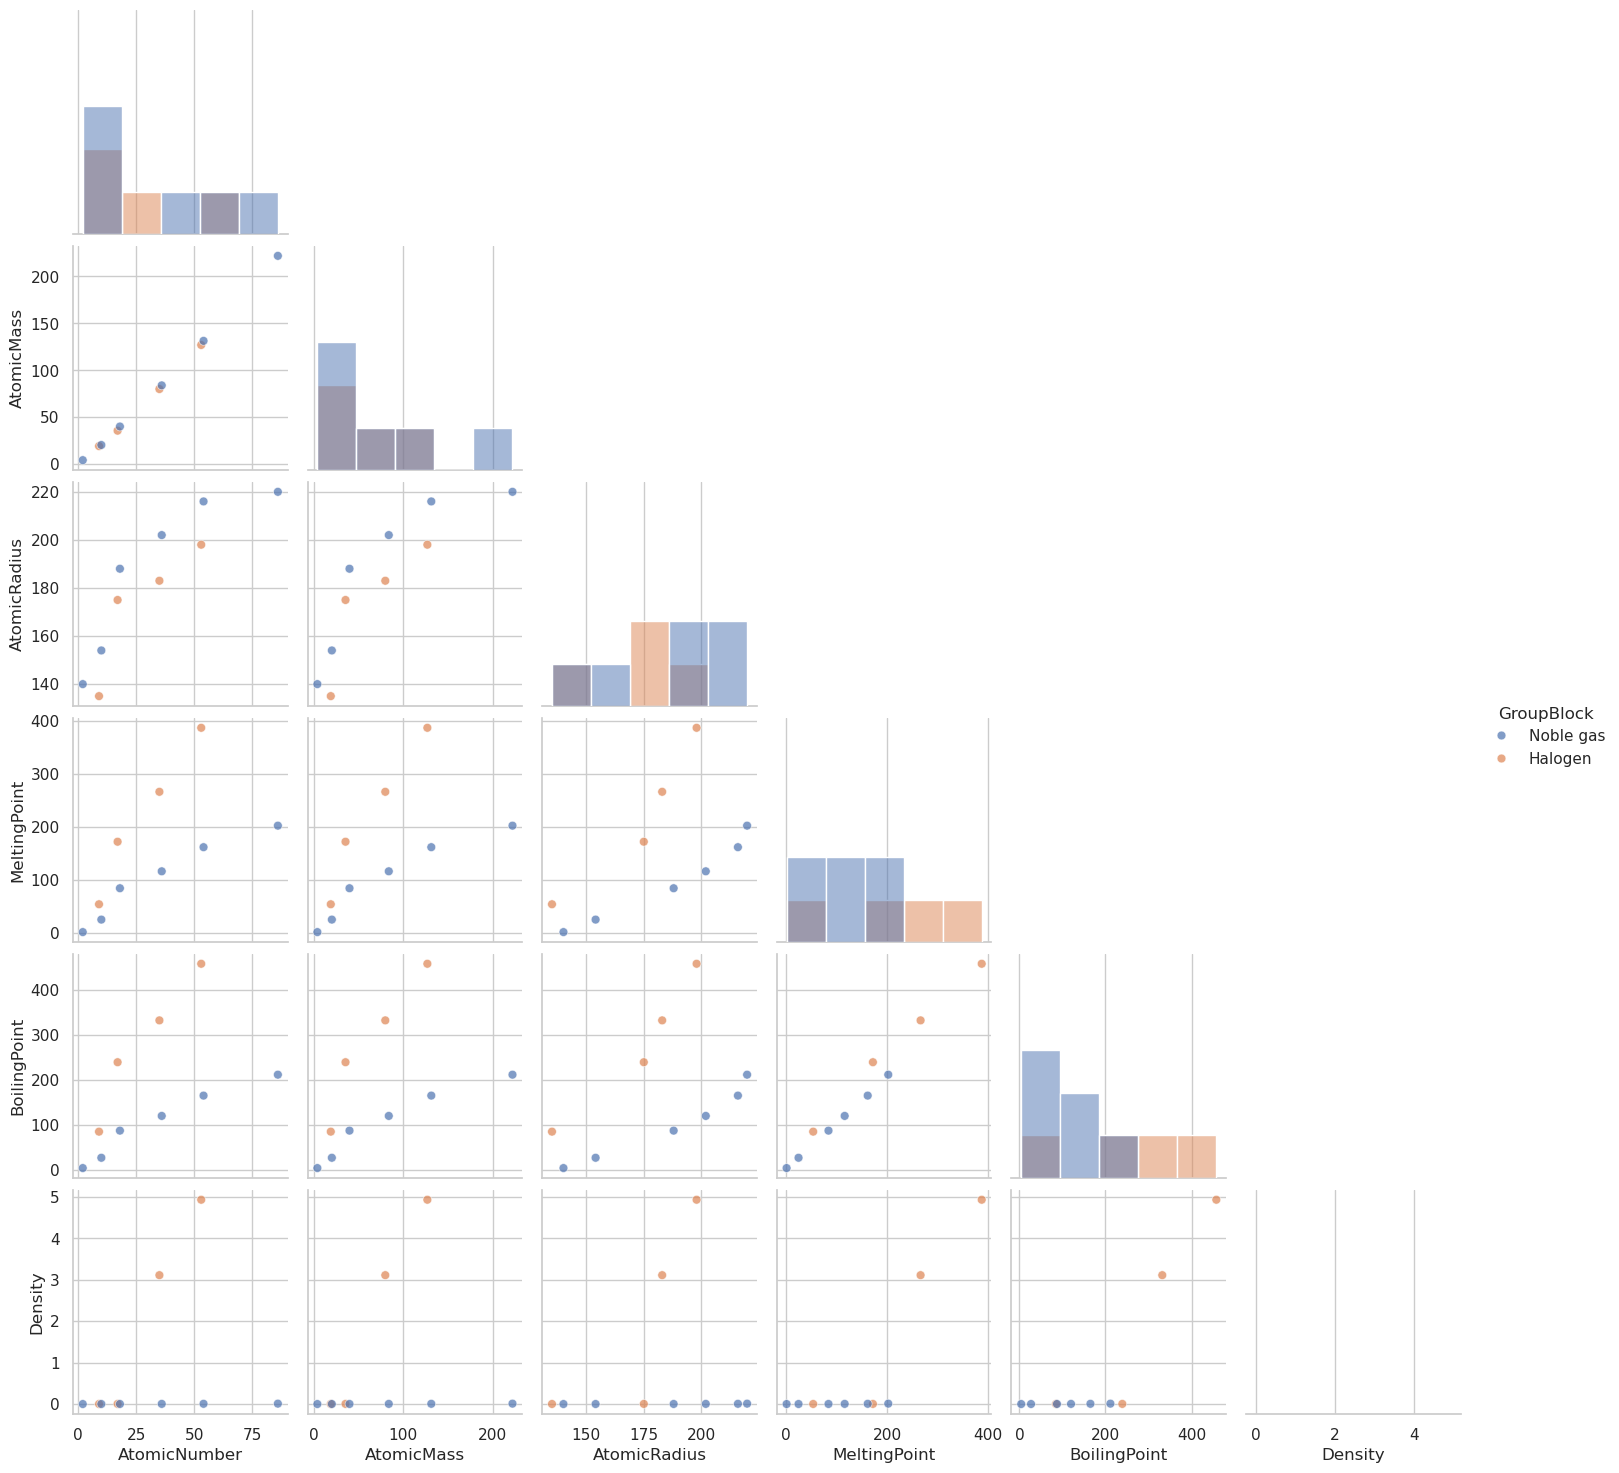 AtomicMass
200
150
100
50
0
AtomicRadius
220
200
180
160
140
MeltingPoint
400
300
200
100
0
GroupBlock
Noble gas
Halogen
BoilingPoint
400
300
200
100
0
Density
5
4
3
2
1
0
0 25 50 75
0 100 200
150 175 200
0 200 400
0 200 400
0 2 4
AtomicNumber
AtomicMass
AtomicRadius
MeltingPoint
BoilingPoint
Density